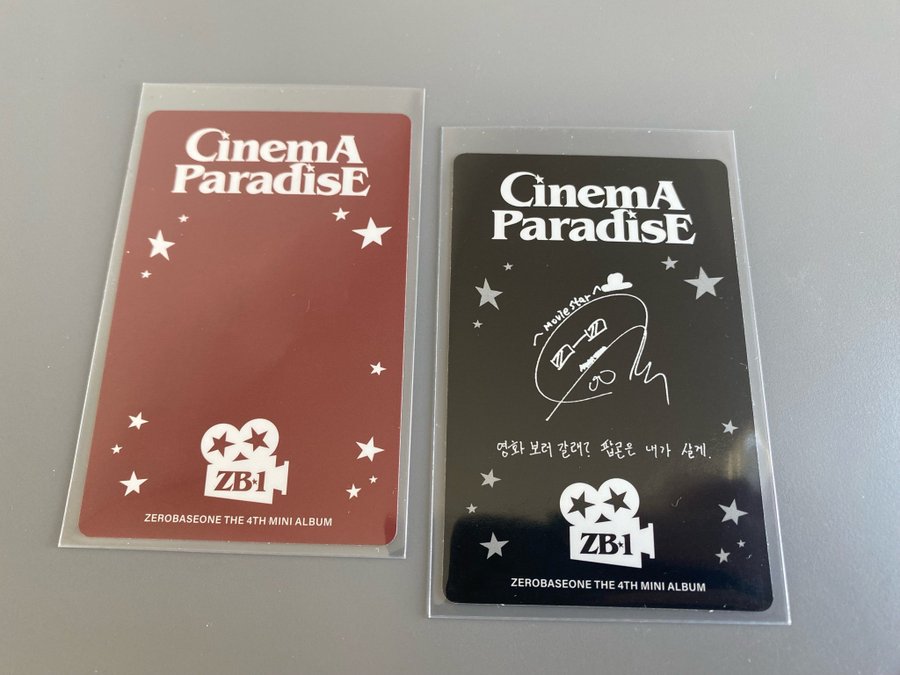 CinemA
ParadisE
ZB1
ZEROBASEONE THE 4TH MINI ALBUM
CinemA
ParadisE
~Movie star~
영화 보러 갈래? 팝콘은 내가 살게.
ZB1
ZEROBASEONE THE 4TH MINI ALBUM